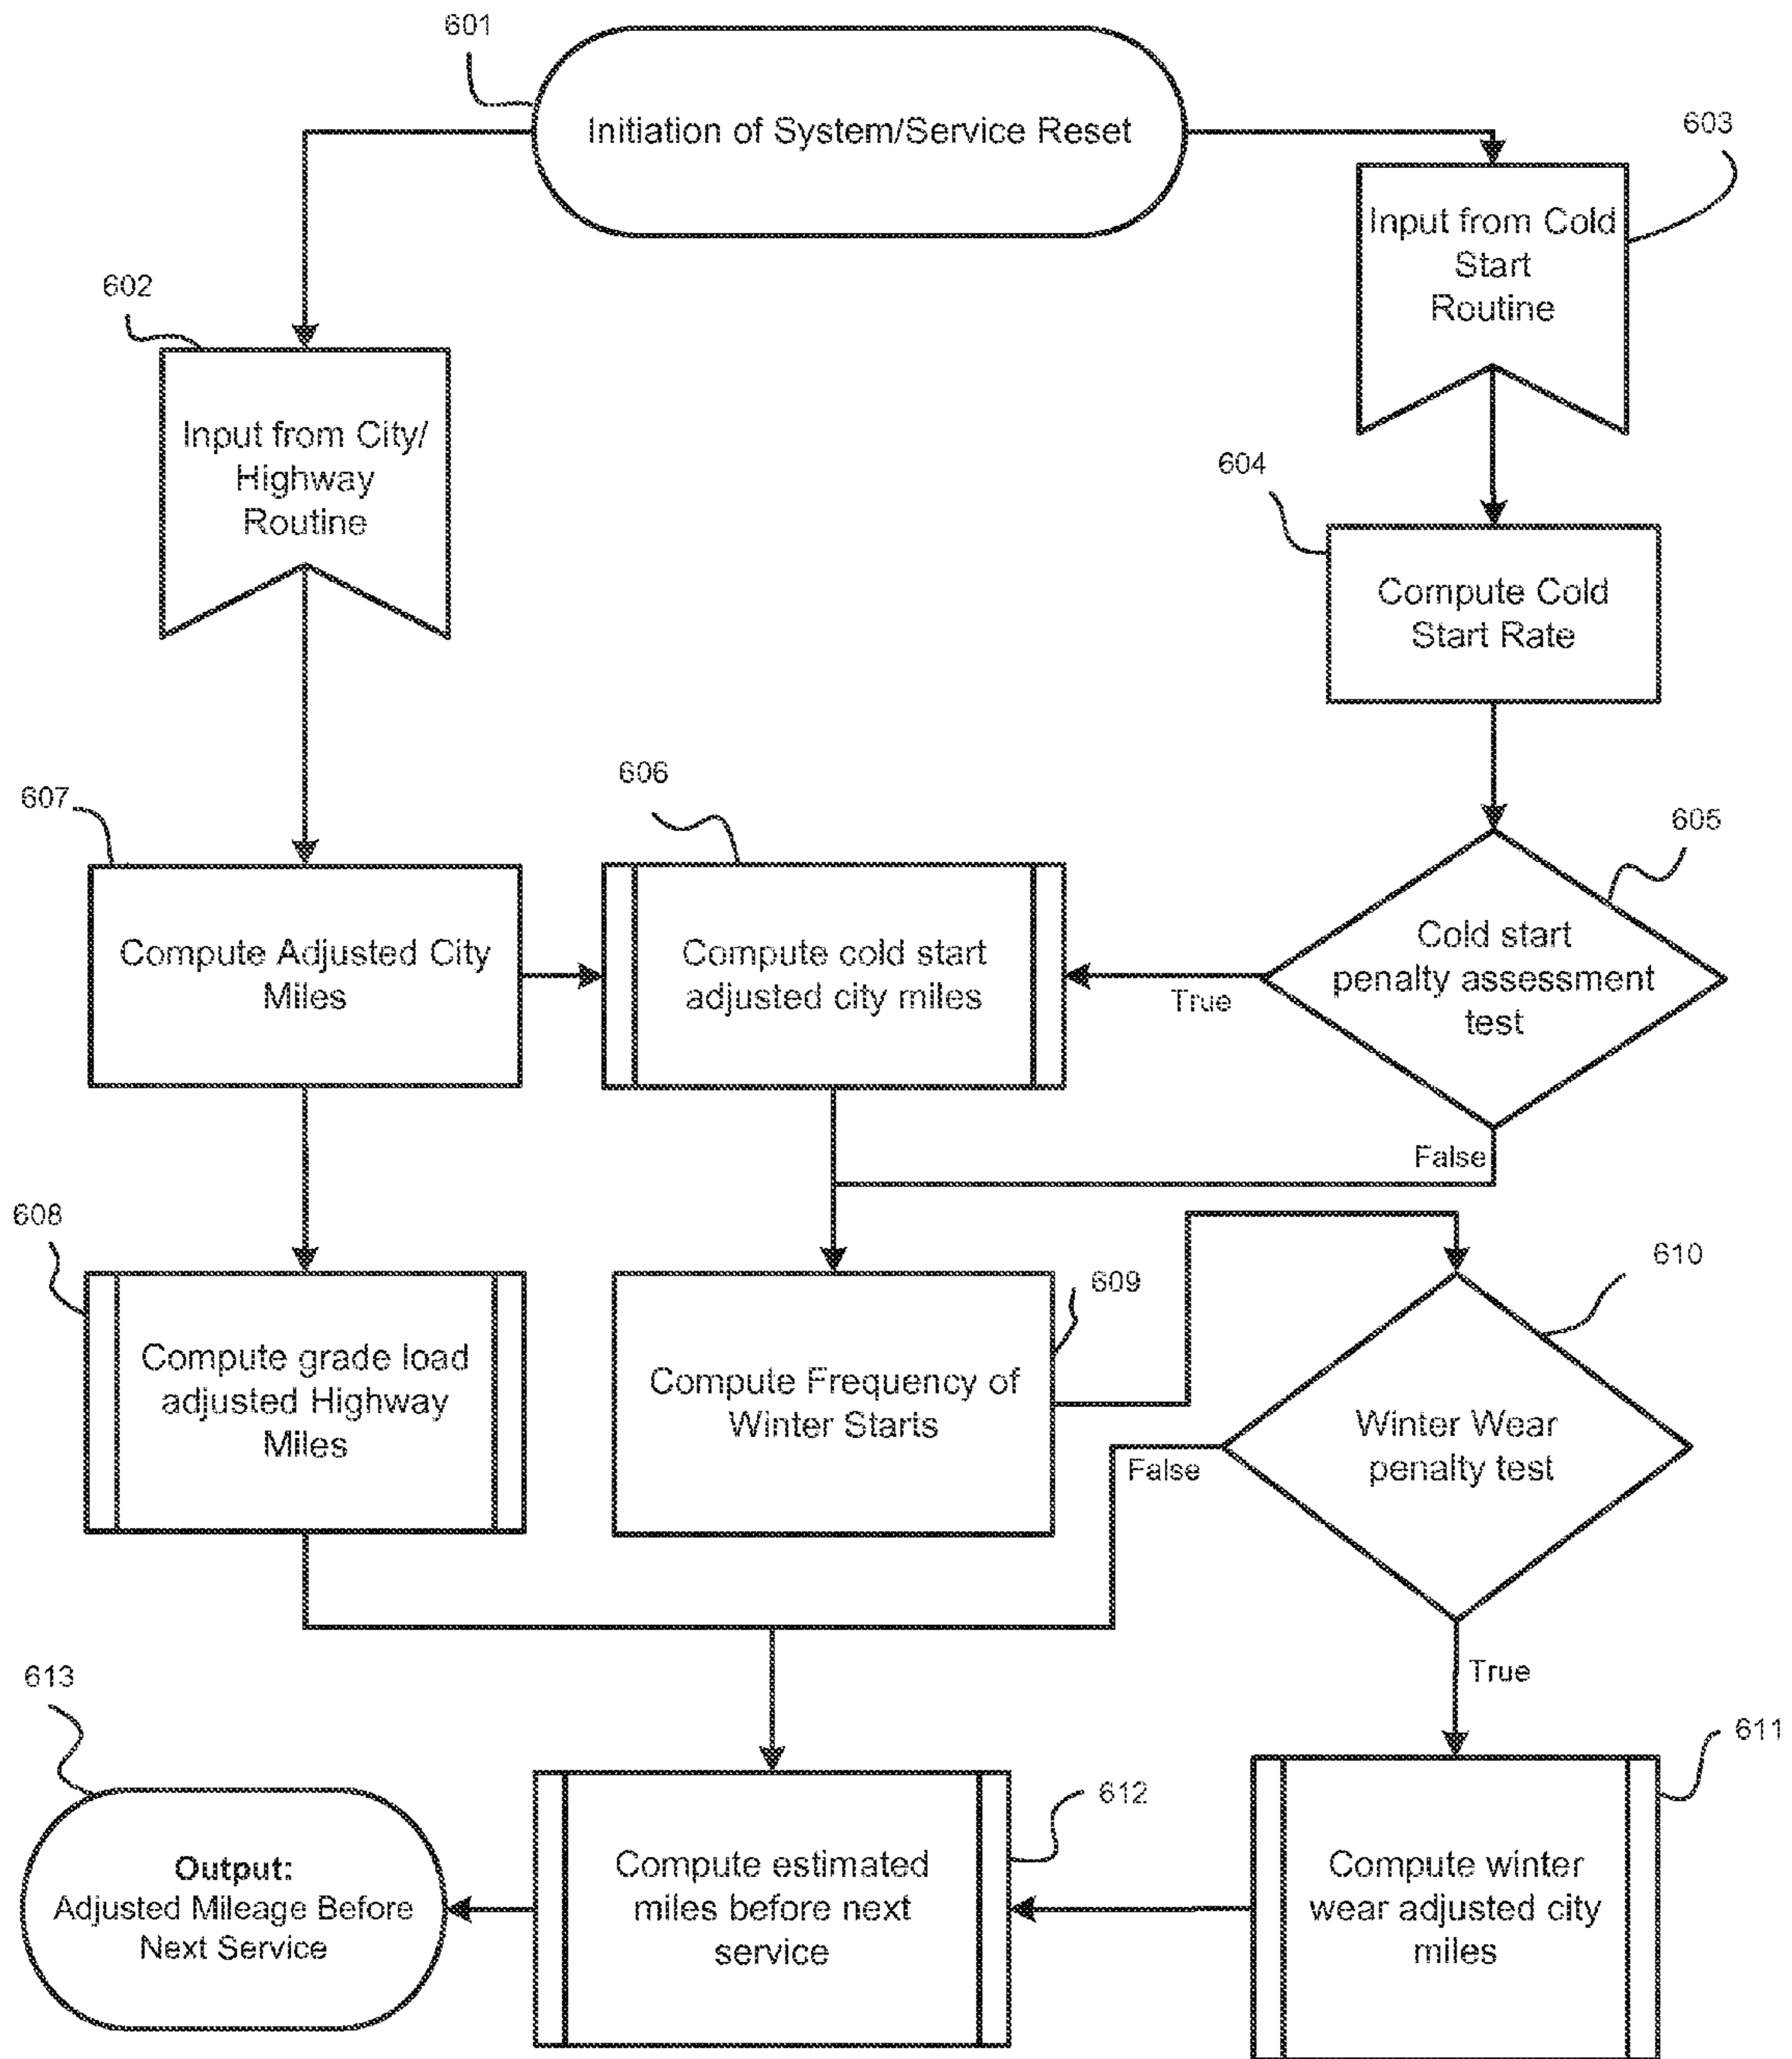 601
Initiation of System/Service Reset
603
Input from Cold
Start
Routine
602
Input from City/
Highway
Routine
604
Compute Cold
Start Rate
607
606
605
Compute Adjusted City
Miles
Compute cold start
adjusted city miles
True
Cold start
penalty assessment
test
False
608
609
610
Compute grade load
adjusted Highway
Miles
Compute Frequency of
Winter Starts
False
Winter Wear
penalty test
True
613
612
611
Output:
Adjusted Mileage Before
Next Service
Compute estimated
miles before next
service
Compute winter
wear adjusted city
miles